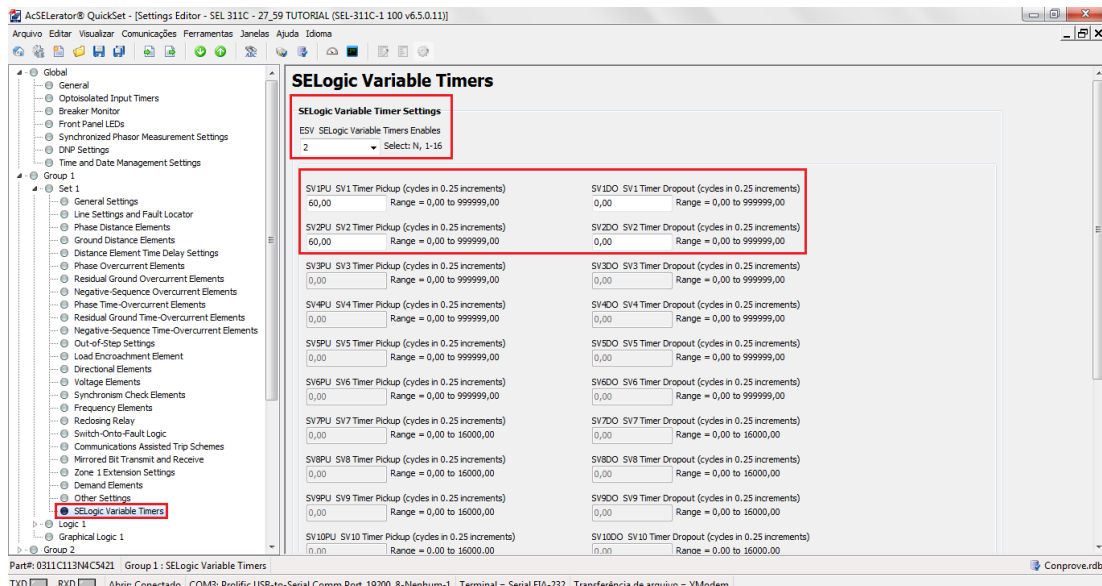 AcSELerator® QuickSet - [Settings Editor - SEL 311C - 27_59 TUTORIAL (SEL-311C-1 100 v6.5.0.11)]
Arquivo Editar Visualizar Comunicações Ferramentas Janelas Ajuda Idioma
Global
General
Optoisolated Input Timers
Breaker Monitor
Front Panel LEDs
Synchronized Phasor Measurement Settings
DNP Settings
Time and Date Management Settings
Group 1
Set 1
General Settings
Line Settings and Fault Locator
Phase Distance Elements
Ground Distance Elements
Distance Element Time Delay Settings
Phase Overcurrent Elements
Residual Ground Overcurrent Elements
Negative-Sequence Overcurrent Elements
Phase Time-Overcurrent Elements
Residual Ground Time-Overcurrent Elements
Negative-Sequence Time-Overcurrent Elements
Out-of-Step Settings
Load Encroachment Element
Directional Elements
Voltage Elements
Synchronism Check Elements
Frequency Elements
Reclosing Relay
Switch-Onto-Fault Logic
Communications Assisted Trip Schemes
Mirrored Bit Transmit and Receive
Zone 1 Extension Settings
Demand Elements
Other Settings
SELogic Variable Timers
Logic 1
Graphical Logic 1
Group 2
SELogic Variable Timers
SELogic Variable Timer Settings
ESV SELogic Variable Timers Enables
2 Select: N, 1-16
SV1PU SV1 Timer Pickup (cycles in 0.25 increments) SV1DO SV1 Timer Dropout (cycles in 0.25 increments)
60,00 Range = 0,00 to 999999,00 0,00 Range = 0,00 to 999999,00
SV2PU SV2 Timer Pickup (cycles in 0.25 increments) SV2DO SV2 Timer Dropout (cycles in 0.25 increments)
60,00 Range = 0,00 to 999999,00 0,00 Range = 0,00 to 999999,00
SV3PU SV3 Timer Pickup (cycles in 0.25 increments) SV3DO SV3 Timer Dropout (cycles in 0.25 increments)
0,00 Range = 0,00 to 999999,00 0,00 Range = 0,00 to 999999,00
SV4PU SV4 Timer Pickup (cycles in 0.25 increments) SV4DO SV4 Timer Dropout (cycles in 0.25 increments)
0,00 Range = 0,00 to 999999,00 0,00 Range = 0,00 to 999999,00
SV5PU SV5 Timer Pickup (cycles in 0.25 increments) SV5DO SV5 Timer Dropout (cycles in 0.25 increments)
0,00 Range = 0,00 to 999999,00 0,00 Range = 0,00 to 999999,00
SV6PU SV6 Timer Pickup (cycles in 0.25 increments) SV6DO SV6 Timer Dropout (cycles in 0.25 increments)
0,00 Range = 0,00 to 999999,00 0,00 Range = 0,00 to 999999,00
SV7PU SV7 Timer Pickup (cycles in 0.25 increments) SV7DO SV7 Timer Dropout (cycles in 0.25 increments)
0,00 Range = 0,00 to 16000,00 0,00 Range = 0,00 to 16000,00
SV8PU SV8 Timer Pickup (cycles in 0.25 increments) SV8DO SV8 Timer Dropout (cycles in 0.25 increments)
0,00 Range = 0,00 to 16000,00 0,00 Range = 0,00 to 16000,00
SV9PU SV9 Timer Pickup (cycles in 0.25 increments) SV9DO SV9 Timer Dropout (cycles in 0.25 increments)
0,00 Range = 0,00 to 16000,00 0,00 Range = 0,00 to 16000,00
SV10PU SV10 Timer Pickup (cycles in 0.25 increments) SV10DO SV10 Timer Dropout (cycles in 0.25 increments)
0,00 Range = 0,00 to 16000,00 0,00 Range = 0,00 to 16000,00
Part#: 0311C113N4C5421 Group 1 : SELogic Variable Timers Conprove.rdb
TXD RXD Abrir: Conectado COM3: Prolific USB-to-Serial Comm Port 19200 8-Nenhum-1 Terminal = Serial EIA-232 Transferência de arquivo = YModem